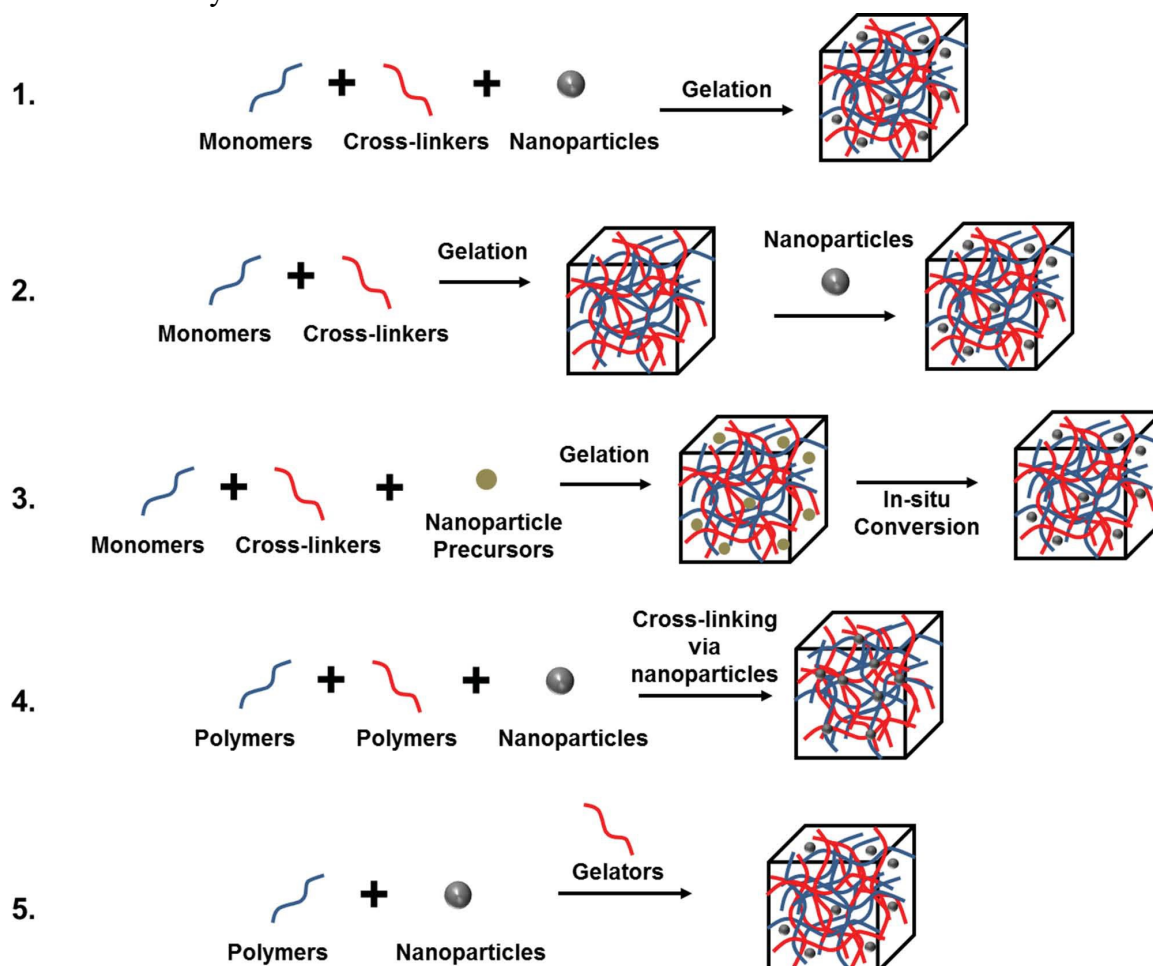 1.
+ + Gelation
Monomers Cross-linkers Nanoparticles
2.
Gelation Nanoparticles
+
Monomers Cross-linkers
3.
Gelation
+ + In-situ
Conversion
Monomers Cross-linkers Nanoparticle
Precursors
4.
Cross-linking
via
nanoparticles
+ +
Polymers Polymers Nanoparticles
5.
Gelators
+
Polymers Nanoparticles